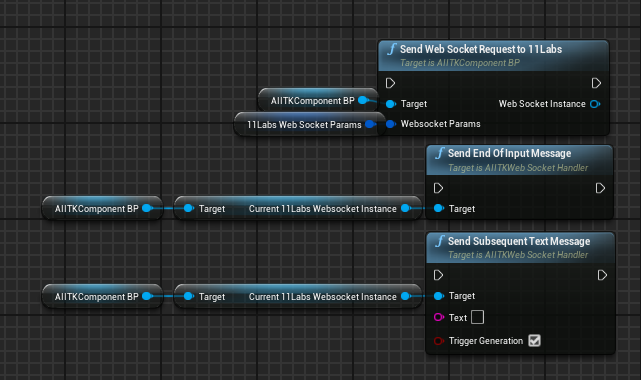 Send Web Socket Request to 11Labs
Target is AIITKComponent BP
AIITKComponent BP
Target
Web Socket Instance
11Labs Web Socket Params
Websocket Params
Send End Of Input Message
Target is AIITKWeb Socket Handler
AIITKComponent BP
Target
Current 11Labs Websocket Instance
Target
Send Subsequent Text Message
Target is AIITKWeb Socket Handler
AIITKComponent BP
Target
Current 11Labs Websocket Instance
Target
Text
Trigger Generation